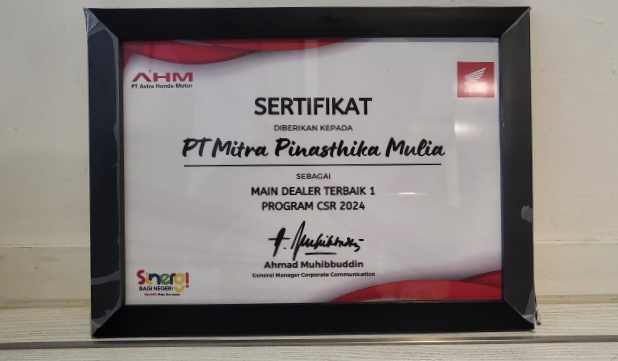 AHM
PT Astra Honda Motor
SERTIFIKAT
DIBERIKAN KEPADA
PT Mitra Pinasthika Mulia
SEBAGAI
MAIN DEALER TERBAIK 1
PROGRAM CSR 2024
Ahmad Muhibbuddin
General Manager Corporate Communication
Sinergi
BAGI NEGERI